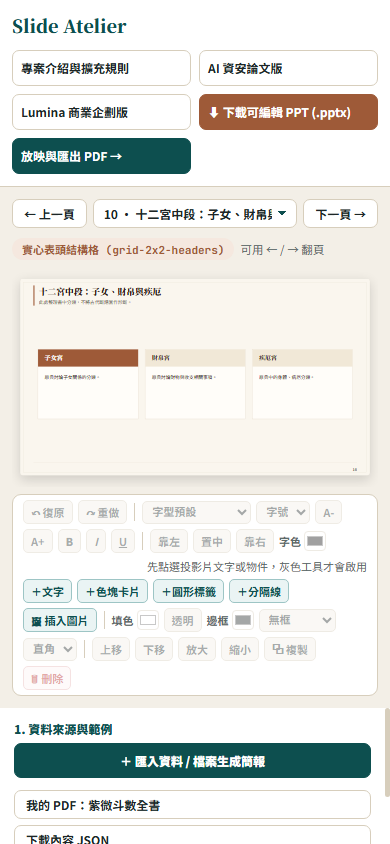 Slide Atelier
專案介紹與擴充規則
AI 資安論文版
Lumina 商業企劃版
⬇ 下載可編輯 PPT (.pptx)
放映與匯出 PDF →
← 上一頁
10 · 十二宮中段：子女、財帛
下一頁 →
實心表頭結構格 (grid-2x2-headers)
可用 ← / → 翻頁
十二宮中段：子女、財帛與疾厄
子女宮
財帛宮
疾厄宮
復原
重做
字型預設
字號
A-
A+
B
I
U
靠左
置中
靠右
字色
先點選投影片文字或物件，灰色工具才會啟用
＋文字
＋色塊卡片
＋圓形標籤
＋分隔線
插入圖片
填色
透明
邊框
無框
直角
上移
下移
放大
縮小
複製
刪除
1. 資料來源與範例
＋ 匯入資料 / 檔案生成簡報
我的 PDF：紫微斗數全書
下載內容 JSON